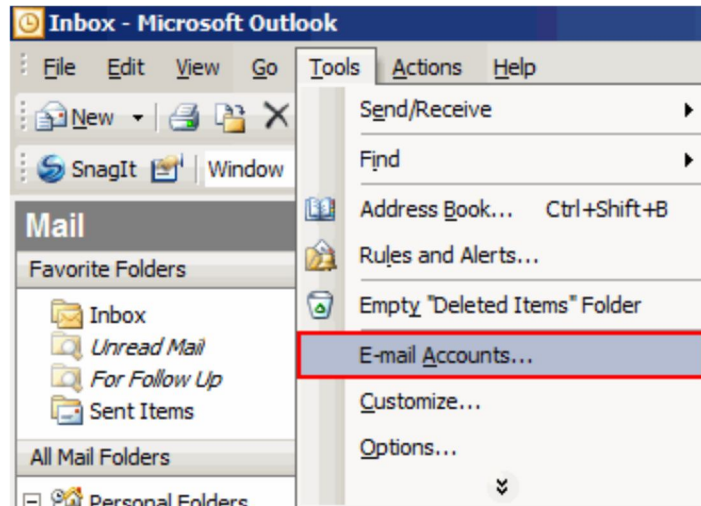 Inbox - Microsoft Outlook
File Edit View Go Tools Actions Help
New
SnagIt Window
Mail
Favorite Folders
Inbox
Unread Mail
For Follow Up
Sent Items
All Mail Folders
Personal Folders
Send/Receive
Find
Address Book... Ctrl+Shift+B
Rules and Alerts...
Empty "Deleted Items" Folder
E-mail Accounts...
Customize...
Options...